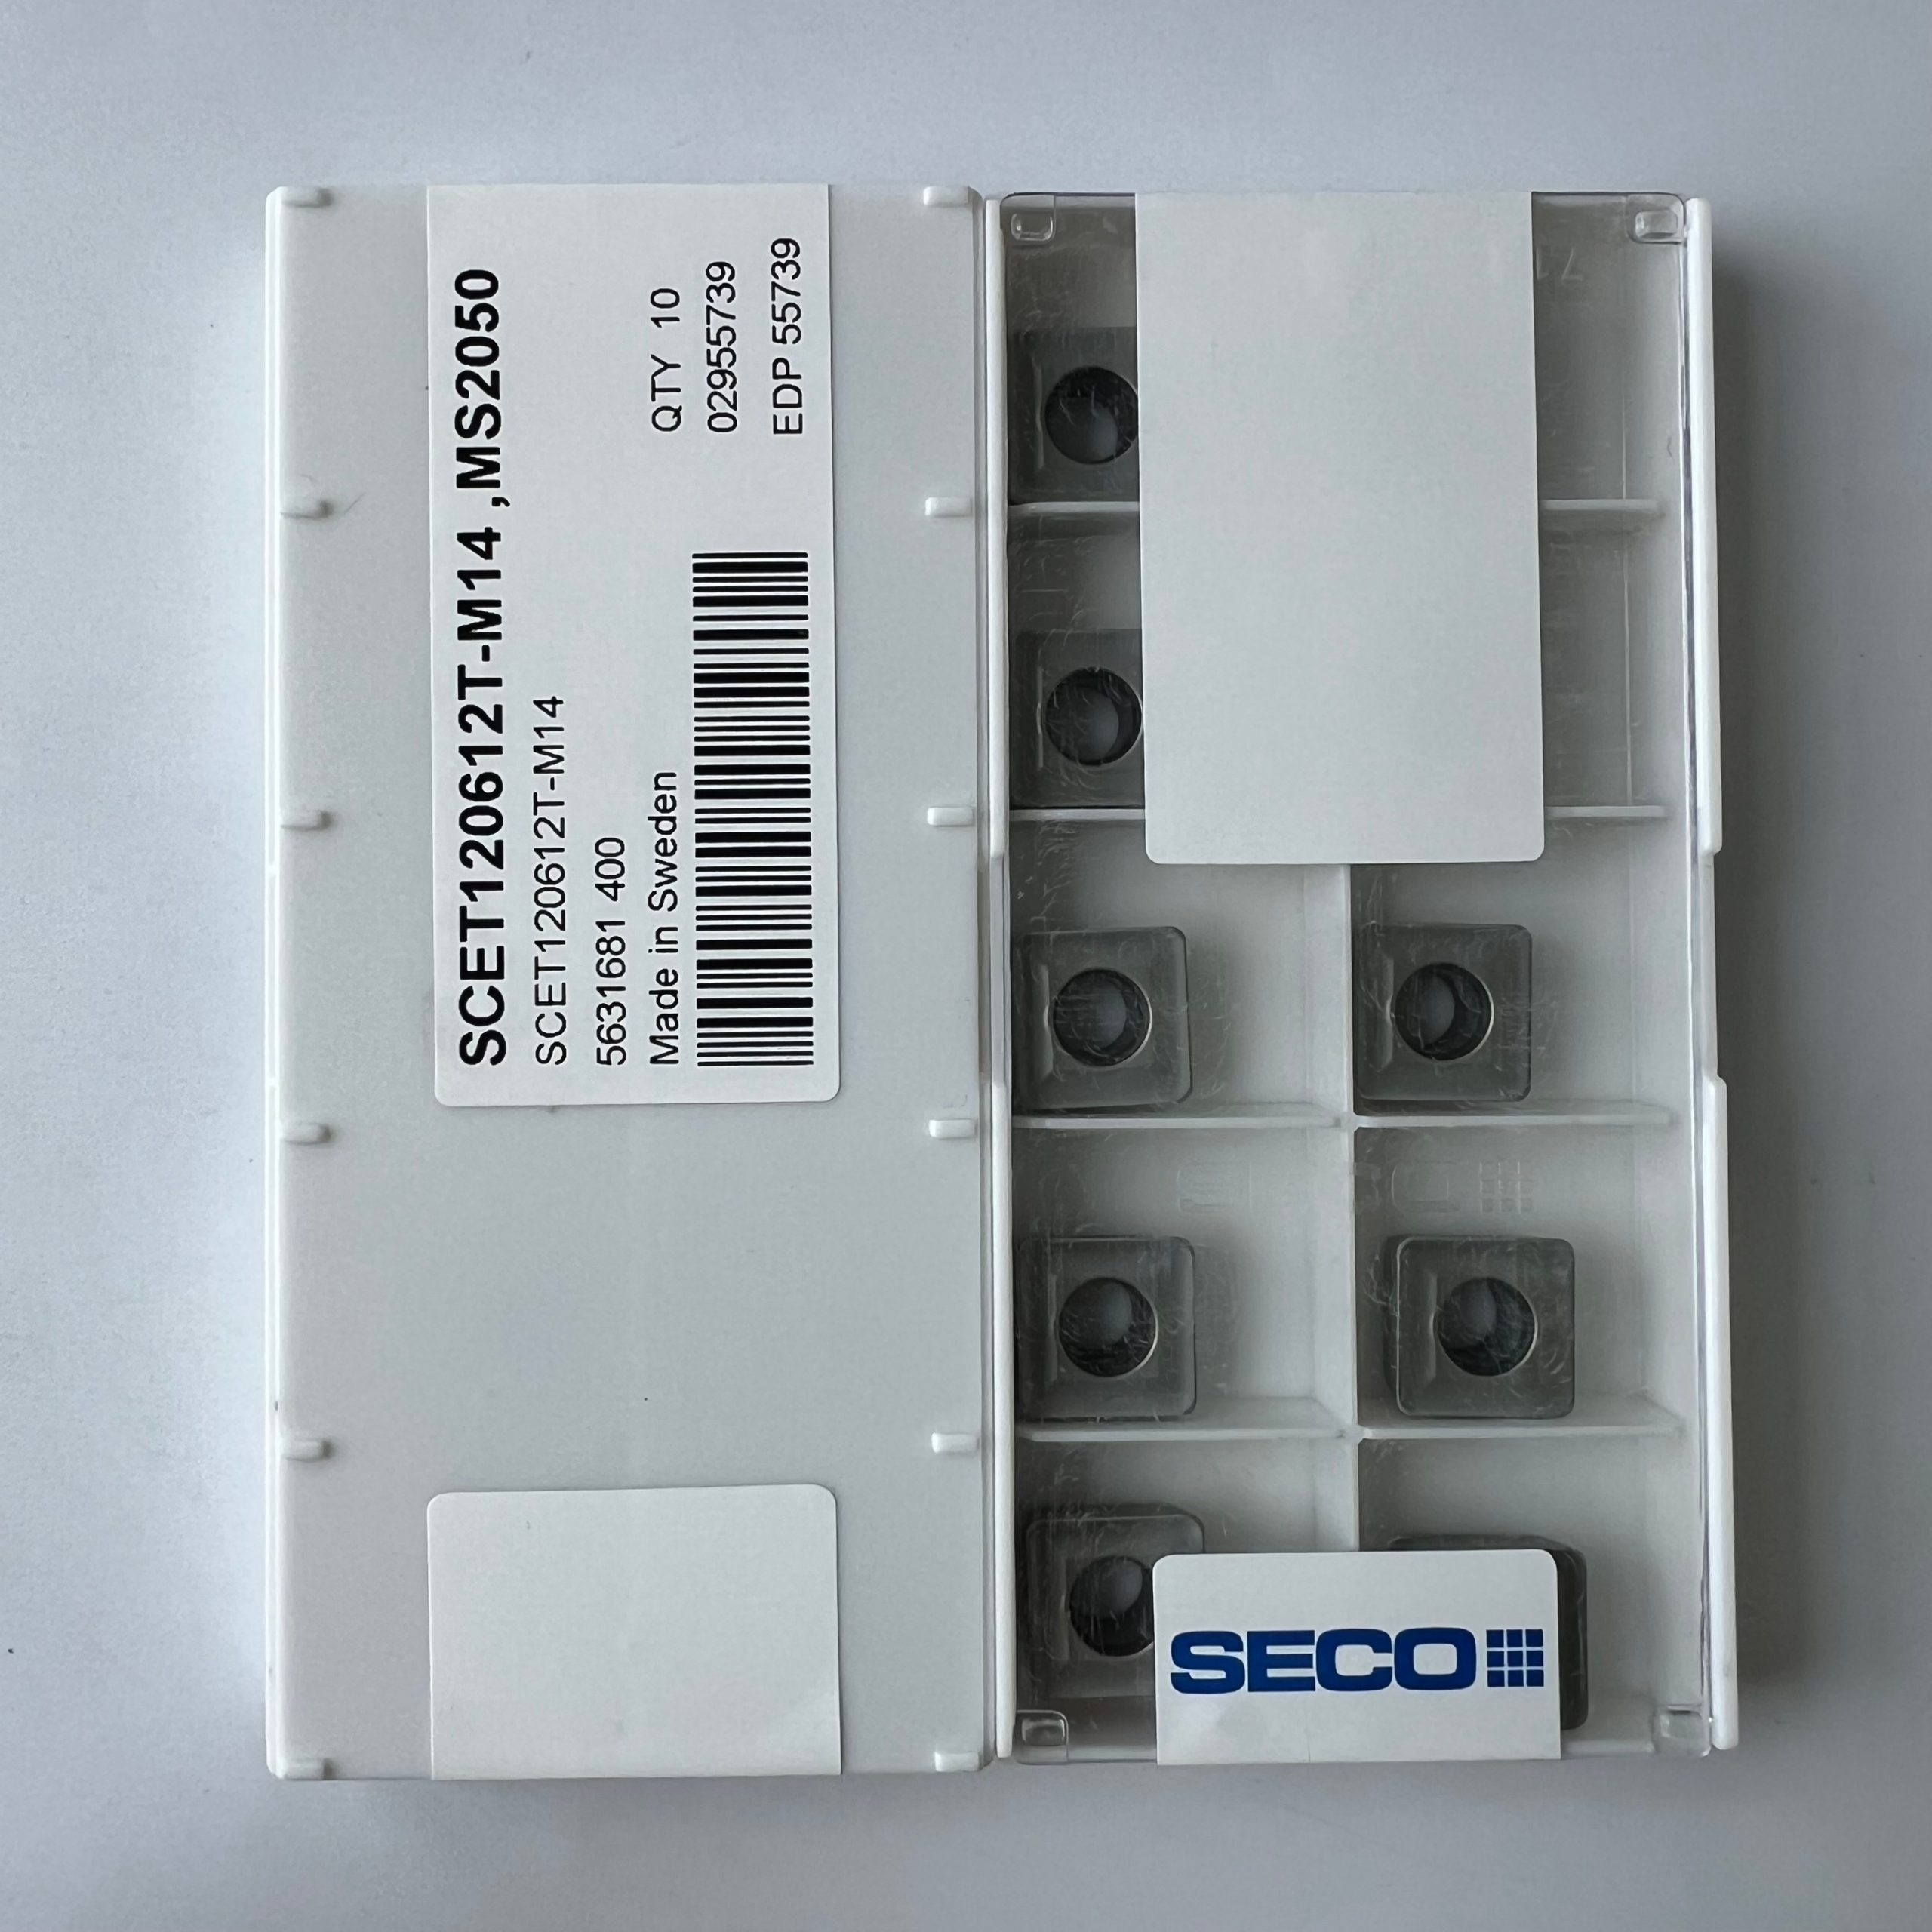 SCET120612T-M14 ,MS2050
SCET120612T-M14
5631681 400
Made in Sweden
QTY 10
02955739
EDP 55739
SECO